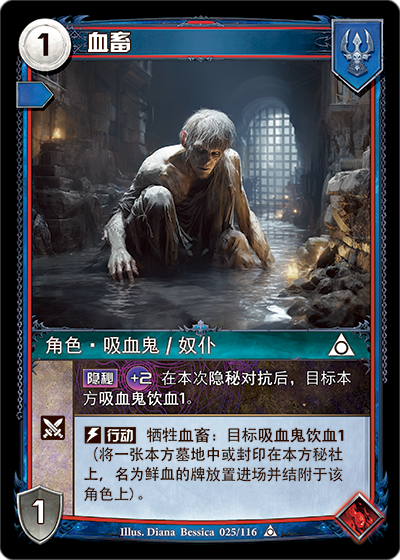 1
血畜
角色・吸血鬼 / 奴仆
隐秘 +2 在本次隐秘对抗后，目标本
方吸血鬼饮血1。
行动 牺牲血畜：目标吸血鬼饮血1
（将一张本方墓地中或封印在本方秘社
上，名为鲜血的牌放置进场并结附于该
角色上）。
1
Illus. Diana Bessica 025/116